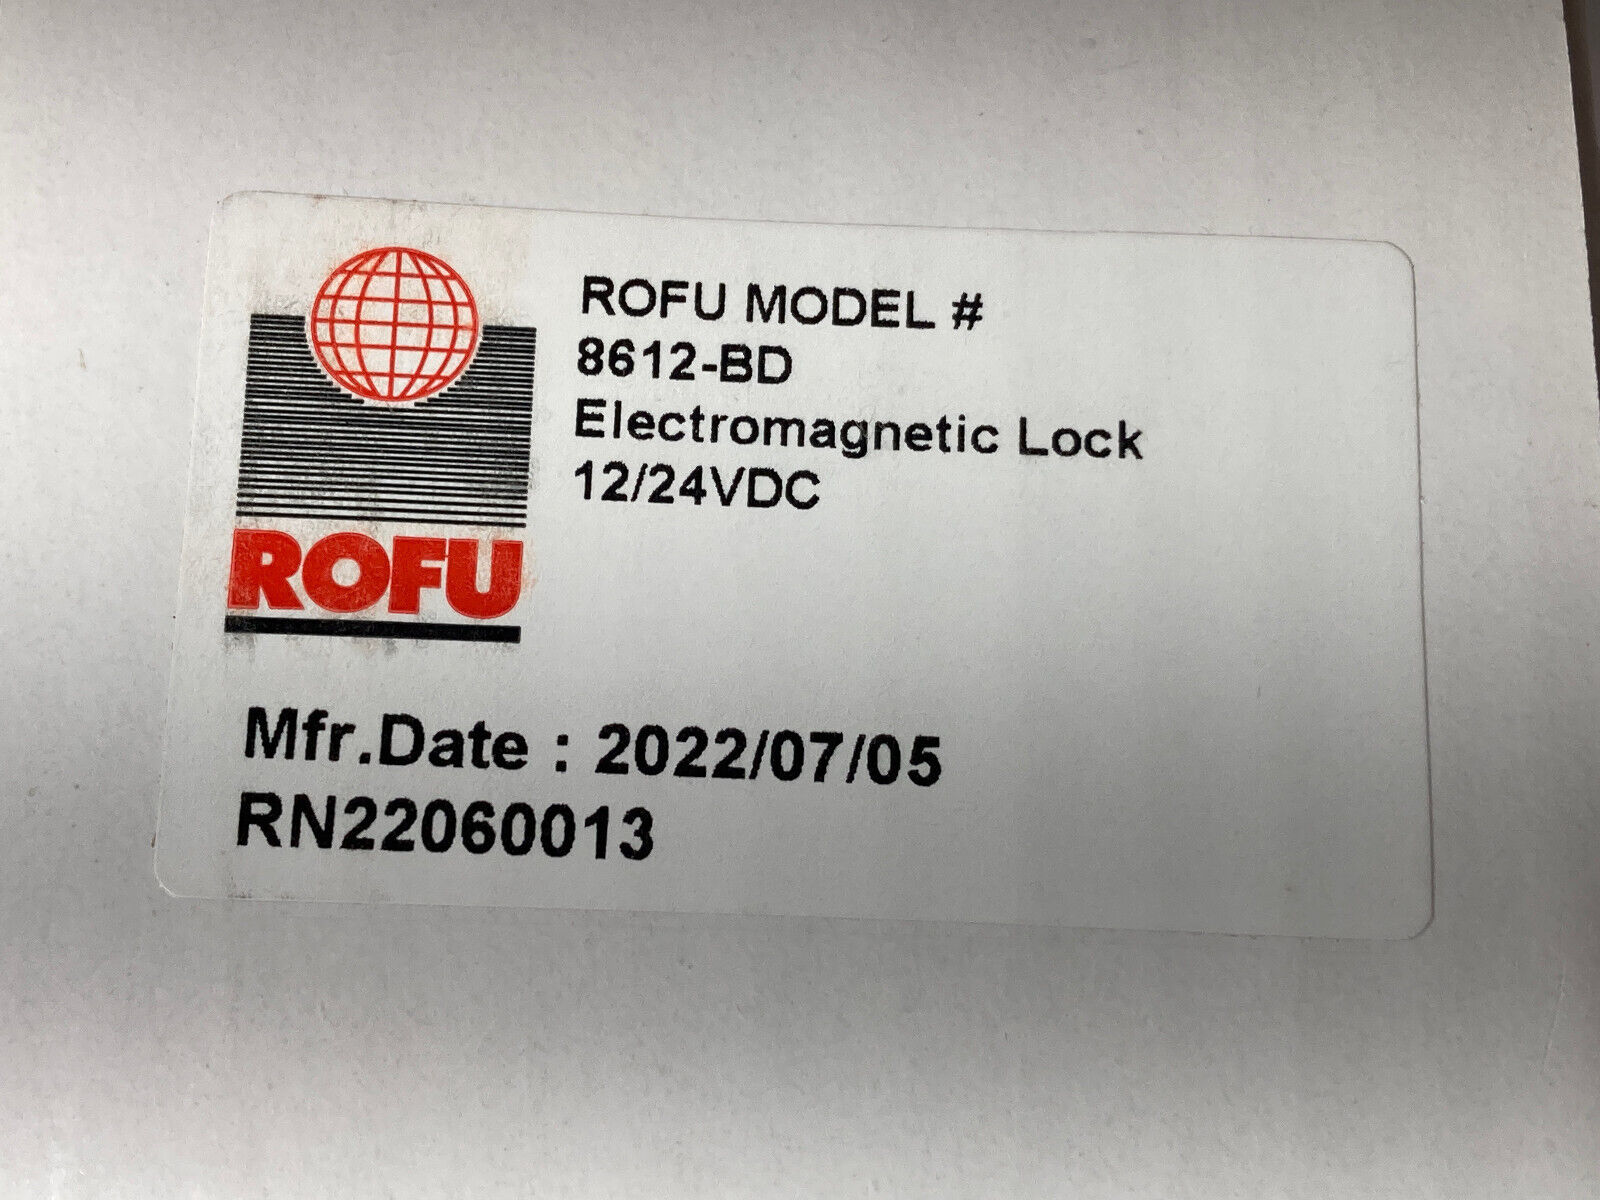 ROFU MODEL #
8612-BD
Electromagnetic Lock
12/24VDC
ROFU
Mfr.Date : 2022/07/05
RN22060013